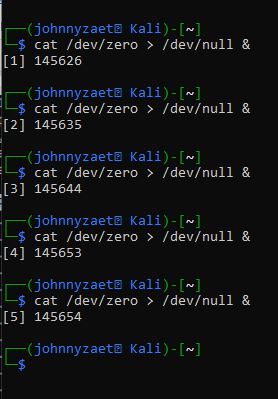 ┌──(johnnyzaet㉿ Kali)-[~]
└─$ cat /dev/zero > /dev/null &
[1] 145626
┌──(johnnyzaet㉿ Kali)-[~]
└─$ cat /dev/zero > /dev/null &
[2] 145635
┌──(johnnyzaet㉿ Kali)-[~]
└─$ cat /dev/zero > /dev/null &
[3] 145644
┌──(johnnyzaet㉿ Kali)-[~]
└─$ cat /dev/zero > /dev/null &
[4] 145653
┌──(johnnyzaet㉿ Kali)-[~]
└─$ cat /dev/zero > /dev/null &
[5] 145654
┌──(johnnyzaet㉿ Kali)-[~]
└─$